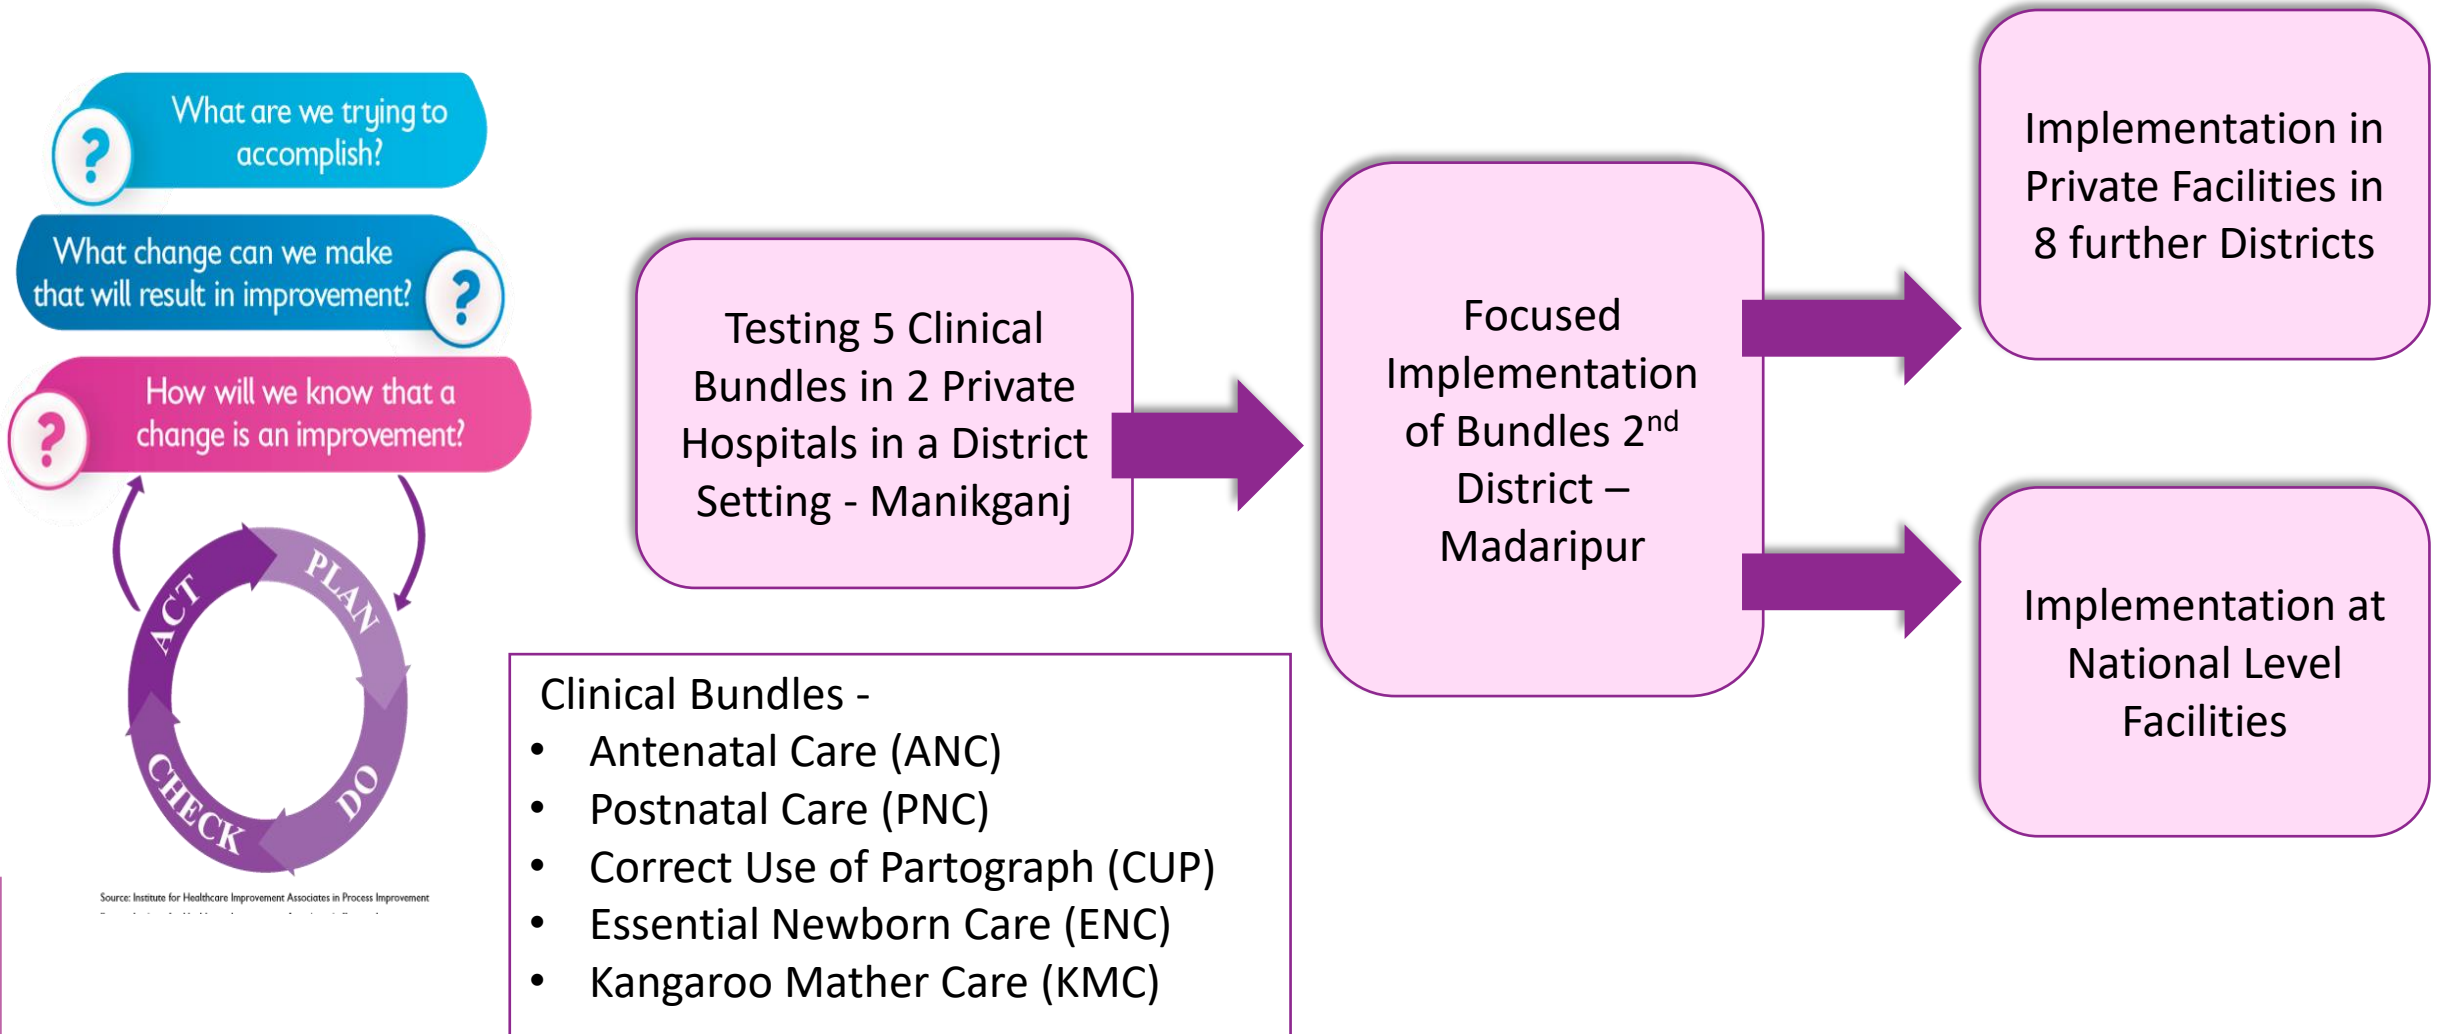 What are we trying to
accomplish?
?
What change can we make
that will result in improvement?
?
How will we know that a
change is an improvement?
?
ACT
PLAN
DO
CHECK
Source: Institute for Healthcare Improvement Associates in Process Improvement
Testing 5 Clinical
Bundles in 2 Private
Hospitals in a District
Setting - Manikganj
Clinical Bundles -
• Antenatal Care (ANC)
• Postnatal Care (PNC)
• Correct Use of Partograph (CUP)
• Essential Newborn Care (ENC)
• Kangaroo Mather Care (KMC)
Focused
Implementation
of Bundles 2nd
District –
Madaripur
Implementation in
Private Facilities in
8 further Districts
Implementation at
National Level
Facilities